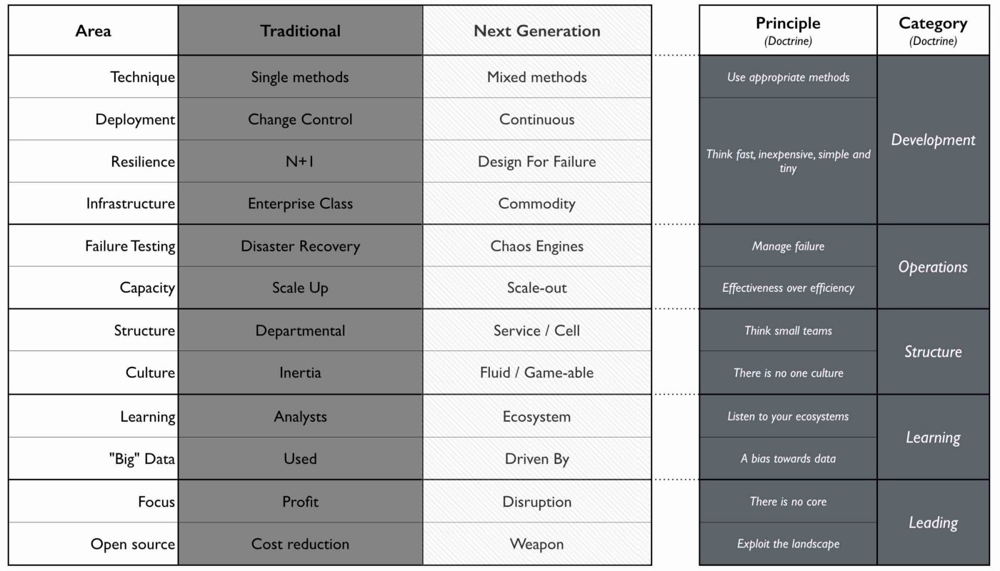 Area Traditional Next Generation Principle Category
(Doctrine) (Doctrine)
Technique Single methods Mixed methods Use appropriate methods
Deployment Change Control Continuous
Development
Resilience N+1 Design For Failure Think fast, inexpensive, simple and
tiny
Infrastructure Enterprise Class Commodity
Failure Testing Disaster Recovery Chaos Engines Manage failure
Operations
Capacity Scale Up Scale-out Effectiveness over efficiency
Structure Departmental Service / Cell Think small teams
Structure
Culture Inertia Fluid / Game-able There is no one culture
Learning Analysts Ecosystem Listen to your ecosystems
Learning
"Big" Data Used Driven By A bias towards data
Focus Profit Disruption There is no core
Leading
Open source Cost reduction Weapon Exploit the landscape